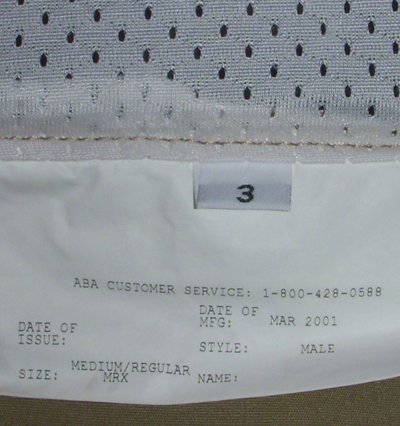 3
ABA CUSTOMER SERVICE: 1-800-428-0588
DATE OF ISSUE:
DATE OF MFG: MAR 2001
STYLE: MALE
SIZE: MEDIUM/REGULAR MRX
NAME: